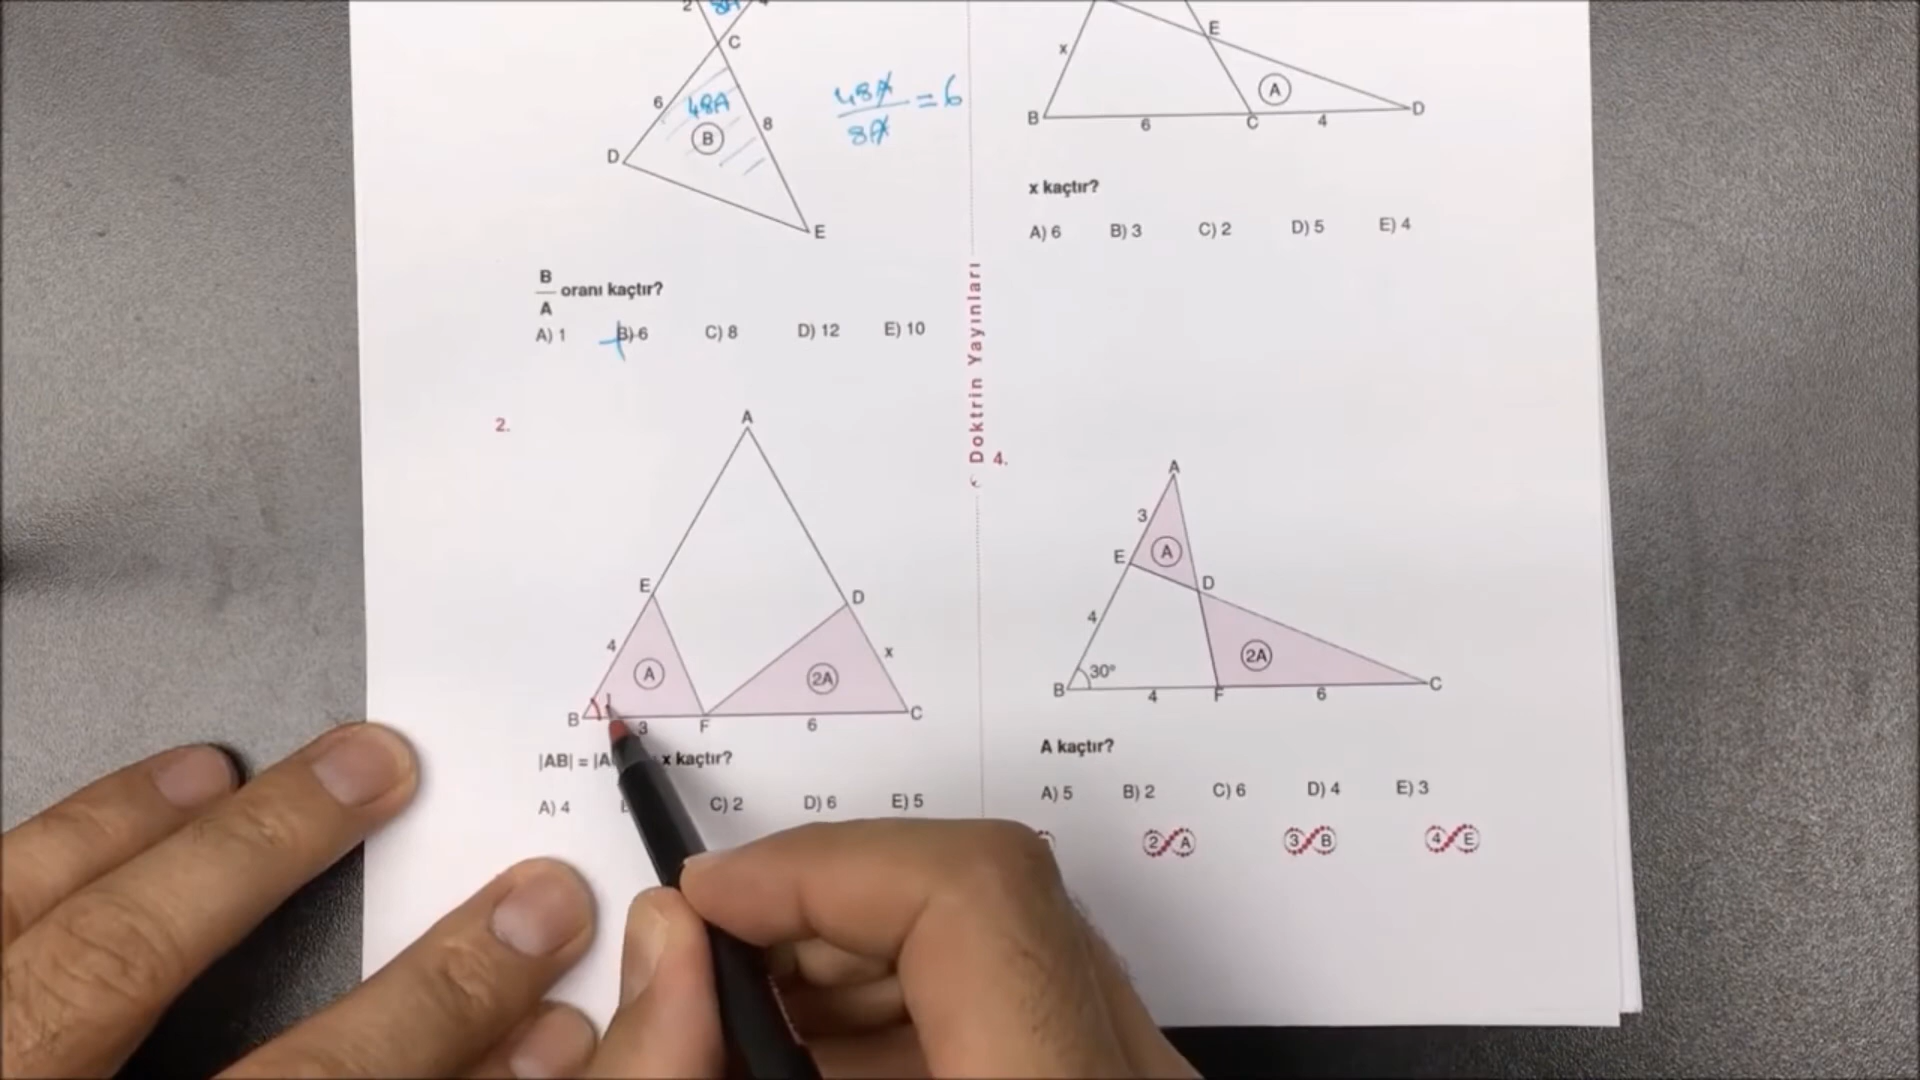 2
8A
C
6
48A
B
8
D
E
48A
8A
= 6
B
A
oranı kaçtır?
A) 1
B) 6
C) 8
D) 12
E) 10
2.
A
E
D
4
A
2A
x
B
3
F
6
C
|AB| =
x kaçtır?
A) 4
C) 2
D) 6
E) 5
Doktrin Yayınları
x
E
A
B
6
C
4
D
x kaçtır?
A) 6
B) 3
C) 2
D) 5
E) 4
4.
A
3
E
A
D
4
2A
B
30°
4
F
6
C
A kaçtır?
A) 5
B) 2
C) 6
D) 4
E) 3
2 A
3 B
4 E